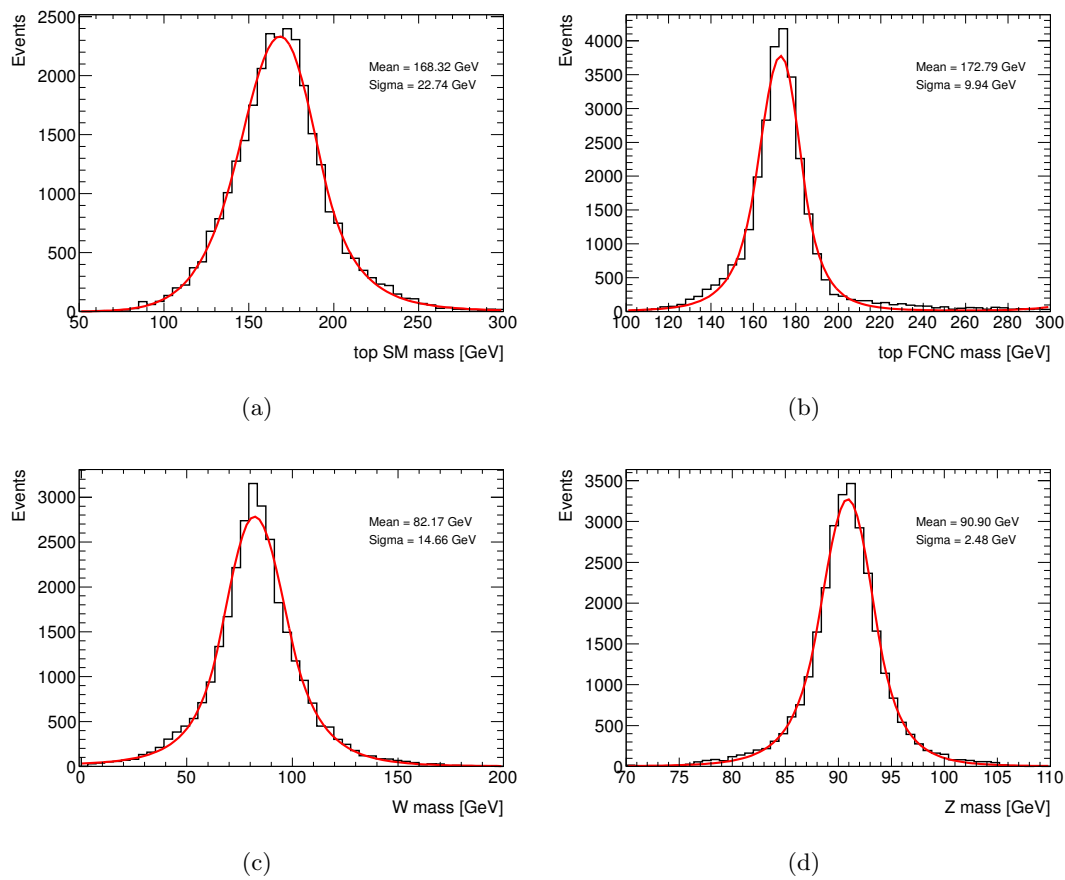 Events
2500
2000
1500
1000
500
0
50 100 150 200 250 300
top SM mass [GeV]
Mean = 168.32 GeV
Sigma = 22.74 GeV
(a)
Events
4000
3500
3000
2500
2000
1500
1000
500
0
100 120 140 160 180 200 220 240 260 280 300
top FCNC mass [GeV]
Mean = 172.79 GeV
Sigma = 9.94 GeV
(b)
Events
3000
2500
2000
1500
1000
500
0
0 50 100 150 200
W mass [GeV]
Mean = 82.17 GeV
Sigma = 14.66 GeV
(c)
Events
3500
3000
2500
2000
1500
1000
500
0
70 75 80 85 90 95 100 105 110
Z mass [GeV]
Mean = 90.90 GeV
Sigma = 2.48 GeV
(d)